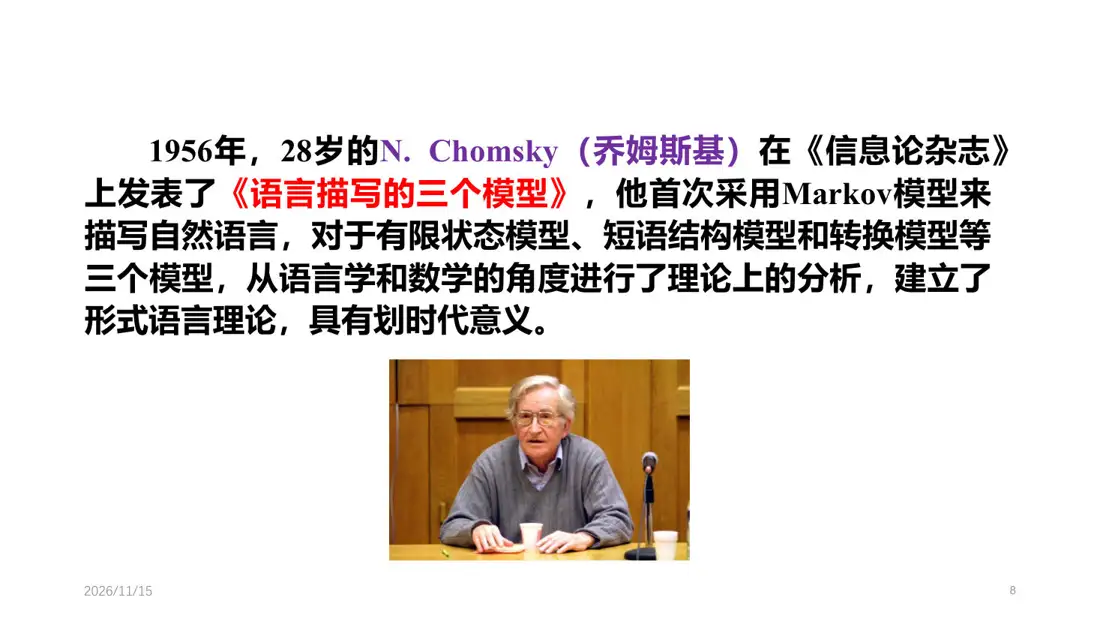 1956年，28岁的N. Chomsky（乔姆斯基）在《信息论杂志》
上发表了《语言描写的三个模型》，他首次采用Markov模型来
描写自然语言，对于有限状态模型、短语结构模型和转换模型等
三个模型，从语言学和数学的角度进行了理论上的分析，建立了
形式语言理论，具有划时代意义。
2026/11/15
8